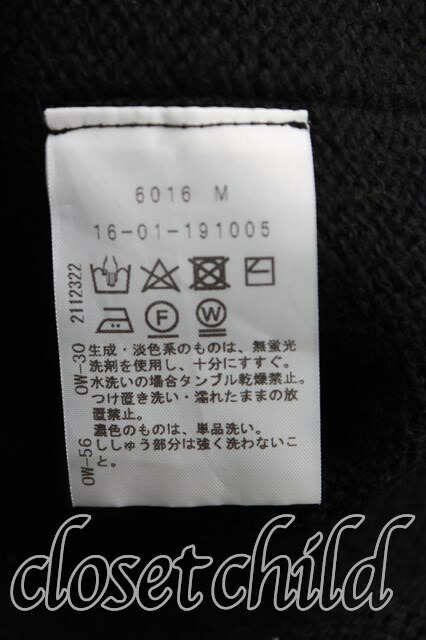 6016 M
16-01-191005
2112322
F
W
OW-30
生成・淡色系のものは、無蛍光
洗剤を使用し、十分にすすぐ。
水洗いの場合タンブル乾燥禁止。
つけ置き洗い・濡れたままの放
置禁止。
OW-56
濃色のものは、単品洗い。
ししゅう部分は強く洗わないこ
と。
closet child